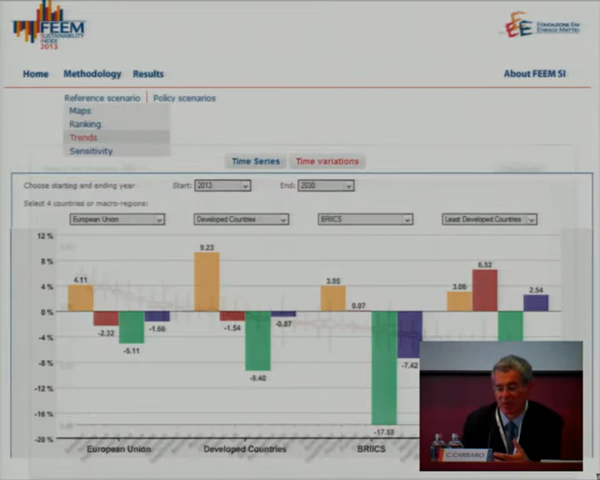 FEEM
SUSTAINABILITY
INDEX
2013
FONDAZIONE ENI
ENRICO MATTEI
Home Methodology Results About FEEM SI
Reference scenario | Policy scenarios
Maps
Ranking
Trends
Sensitivity
Time Series Time variations
Choose starting and ending year Start: 2013 End: 2030
Select 4 countries or macro-regions:
European Union Developed Countries BRIICS Least Developed Countries
12 %
8 %
4 %
0 %
-4 %
-8 %
-12 %
-16 %
-20 %
4.11 -2.32 -5.11 -1.66
9.23 -1.54 -9.40 -0.87
3.95 0.07 -7.42
3.08 6.52 2.54
European Union Developed Countries BRIICS
C.CARRARO